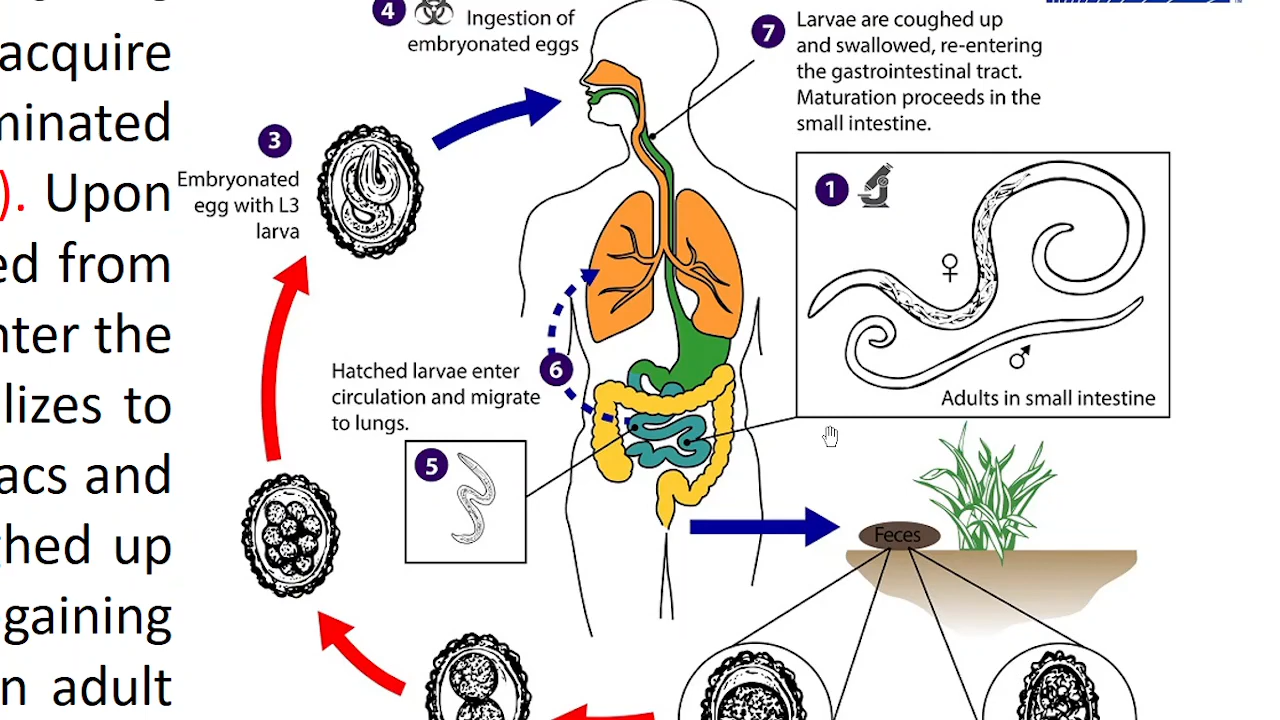 acquire
minated
). Upon
ed from
nter the
lizes to
acs and
ghed up
gaining
n adult
4
Ingestion of
embryonated eggs
7
Larvae are coughed up
and swallowed, re-entering
the gastrointestinal tract.
Maturation proceeds in the
small intestine.
3
Embryonated
egg with L3
larva
1
♀
♂
Adults in small intestine
Hatched larvae enter
circulation and migrate
to lungs.
6
5
Feces